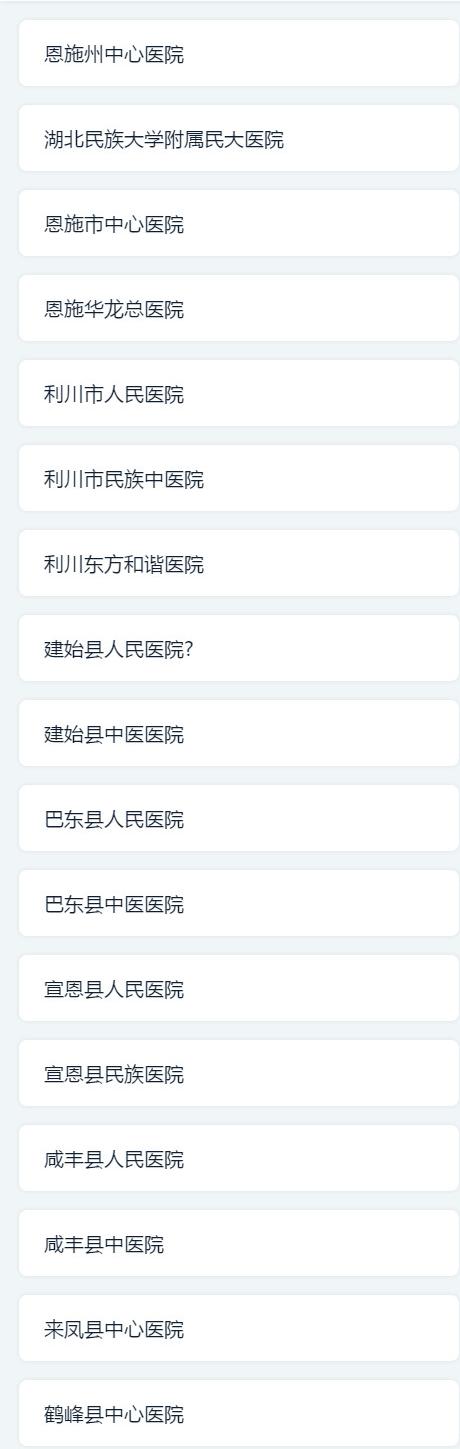 恩施州中心医院
湖北民族大学附属民大医院
恩施市中心医院
恩施华龙总医院
利川市人民医院
利川市民族中医院
利川东方和谐医院
建始县人民医院?
建始县中医医院
巴东县人民医院
巴东县中医医院
宣恩县人民医院
宣恩县民族医院
咸丰县人民医院
咸丰县中医院
来凤县中心医院
鹤峰县中心医院